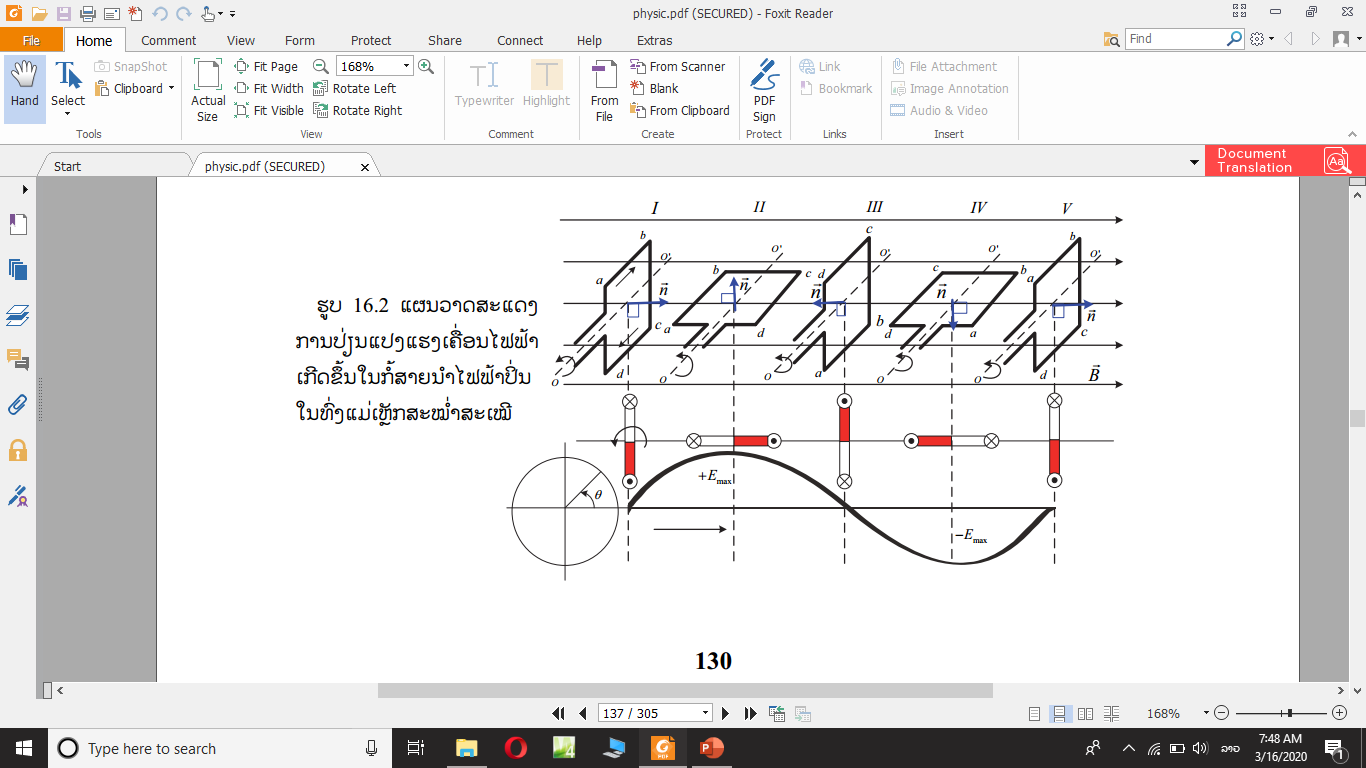 physic.pdf (SECURED) - Foxit Reader
File Home Comment View Form Protect Share Connect Help Extras
Find
Hand
Select
SnapShot
Clipboard
Tools
Actual Size
Fit Page
Fit Width
Fit Visible
168%
Rotate Left
Rotate Right
View
Typewriter
Highlight
Comment
From File
From Scanner
Blank
From Clipboard
Create
PDF Sign
Protect
Link
Bookmark
Links
File Attachment
Image Annotation
Audio & Video
Insert
Start
physic.pdf (SECURED)
Document Translation
I II III IV V
b c b
o' o' o' o' o'
a b c d c b a
n n n n n
c a d b d a c
d a d
o o o o o
B
ຮູບ 16.2 ແຜນວາດສະແດງ
ການປ່ຽນແປງແຮງເຄື່ອນໄຟຟ້າ
ເກີດຂຶ້ນໃນກໍ້ສາຍນຳໄຟຟ້າປິ່ນ
ໃນທົ່ງແມ່ເຫຼັກສະໝ່ຳສະເໝີ
+Emax
θ
−Emax
130
137 / 305
168%
Type here to search
PDF
ລາວ
7:48 AM
3/16/2020
1